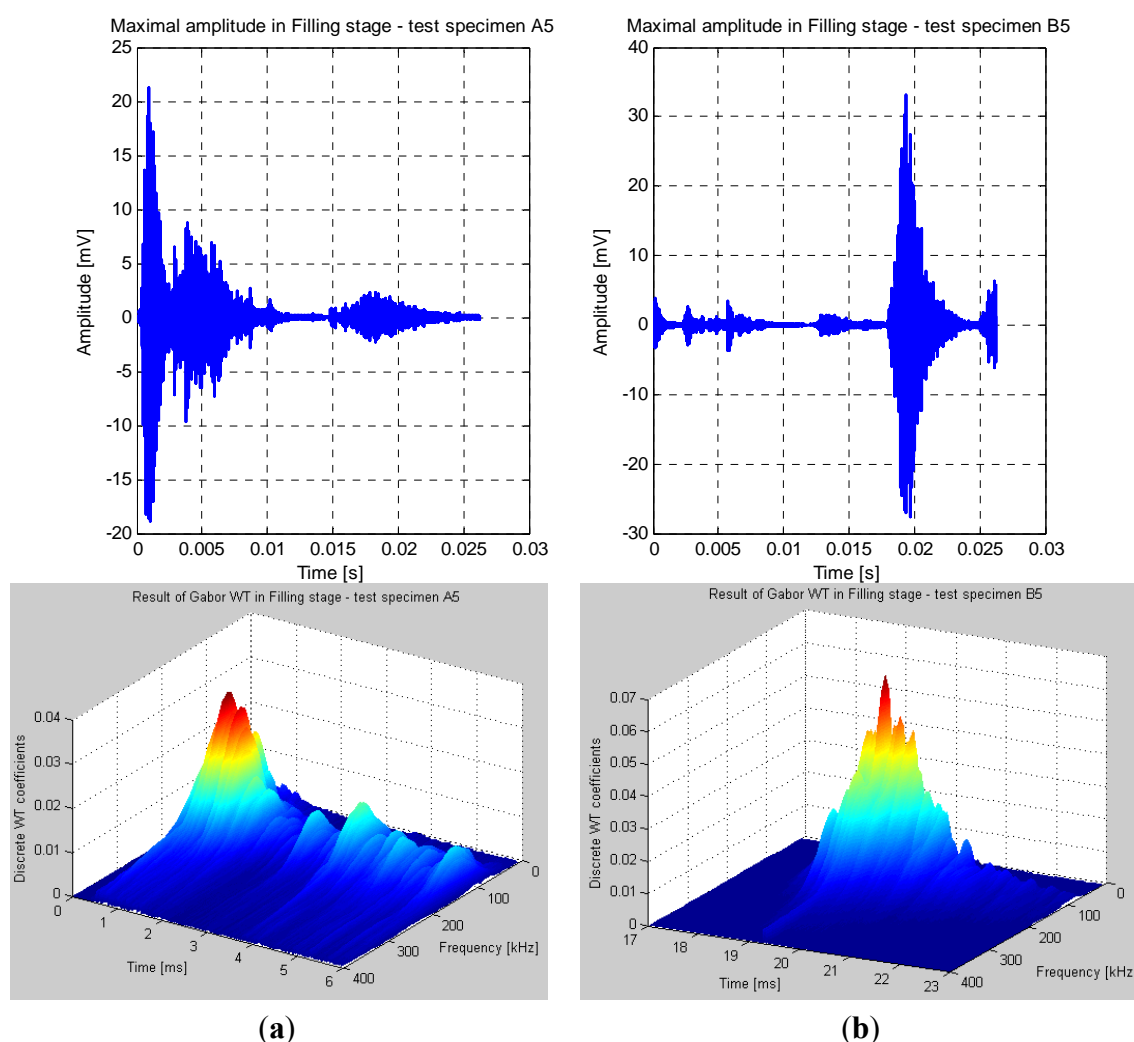 Maximal amplitude in Filling stage - test specimen A5
25
20
15
10
5
0
-5
-10
-15
-20
Amplitude [mV]
0 0.005 0.01 0.015 0.02 0.025 0.03
Time [s]
Maximal amplitude in Filling stage - test specimen B5
40
30
20
10
0
-10
-20
-30
Amplitude [mV]
0 0.005 0.01 0.015 0.02 0.025 0.03
Time [s]
Result of Gabor WT in Filling stage - test specimen A5
0.04
0.03
0.02
0.01
0
Discrete WT coefficients
0 1 2 3 4 5 6
Time [ms]
0 100 200 300 400
Frequency [kHz]
Result of Gabor WT in Filling stage - test specimen B5
0.07
0.06
0.05
0.04
0.03
0.02
0.01
0
Discrete WT coefficients
17 18 19 20 21 22 23
Time [ms]
0 100 200 300 400
Frequency [kHz]
(a)
(b)